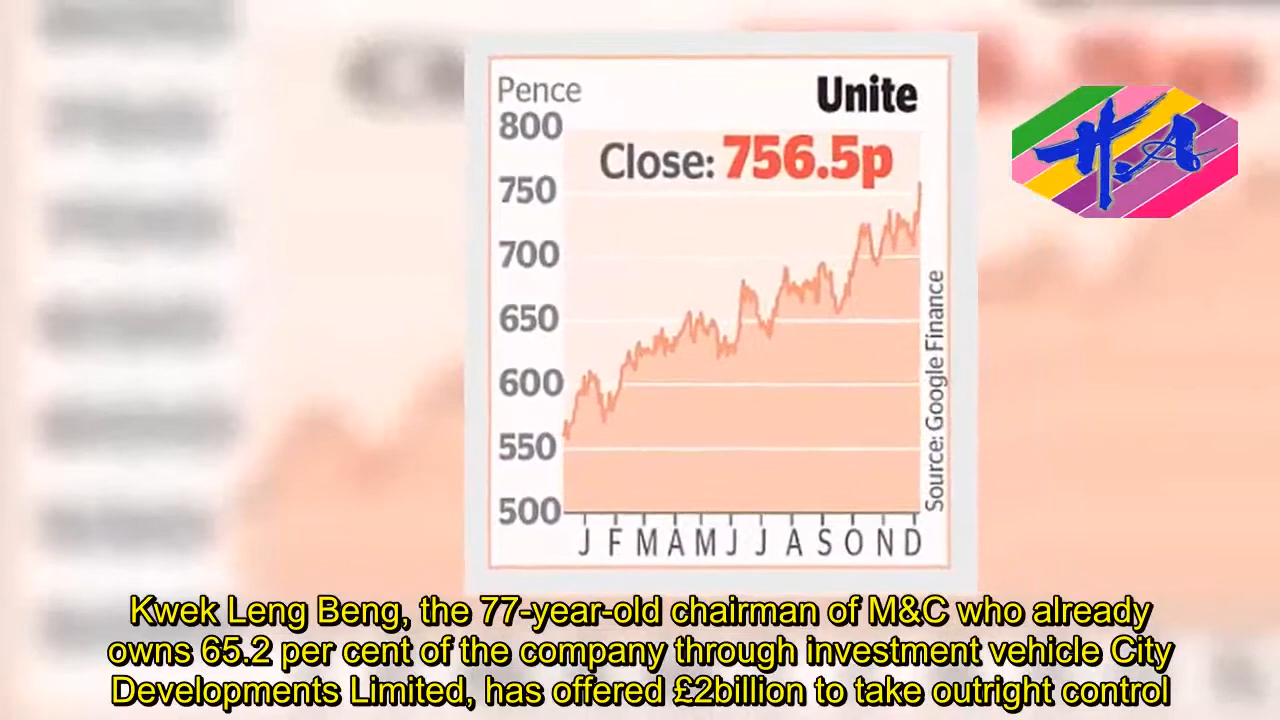 Pence
Unite
800
Close: 756.5p
750
700
650
600
550
500
J F M A M J J A S O N D
Source: Google Finance
H.A
Kwek Leng Beng, the 77-year-old chairman of M&C who already
owns 65.2 per cent of the company through investment vehicle City
Developments Limited, has offered £2billion to take outright control